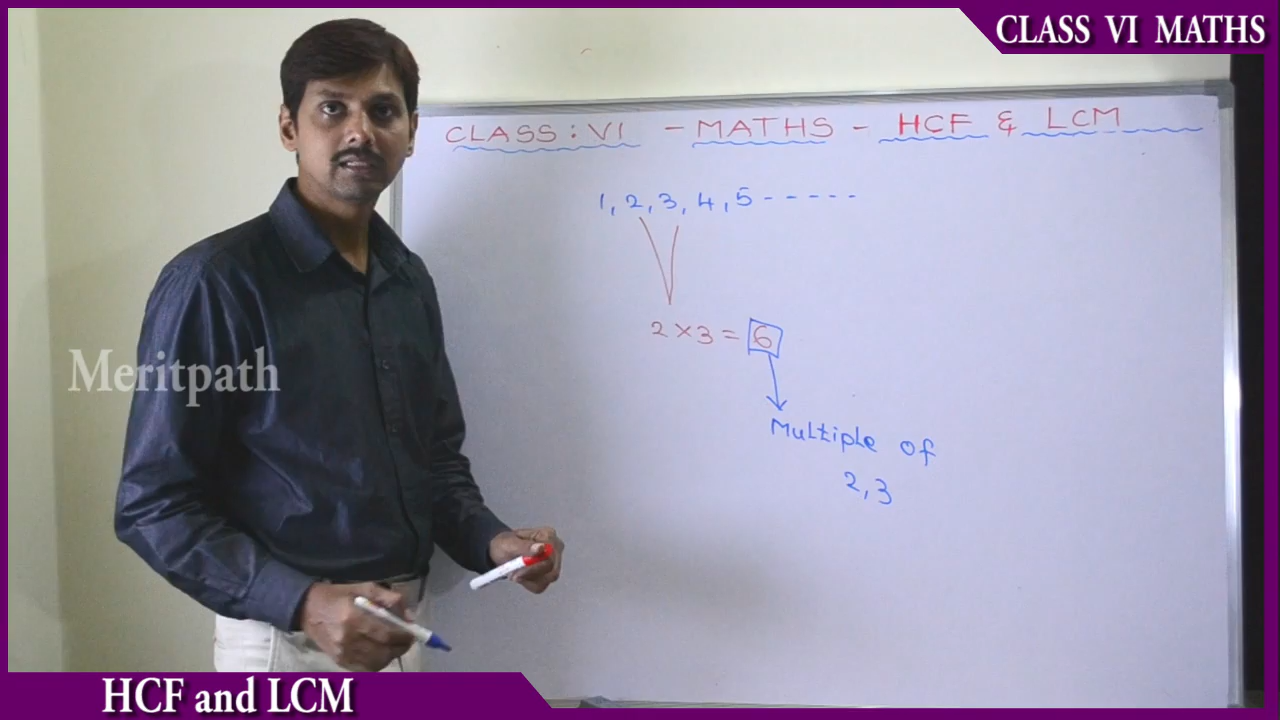 CLASS VI MATHS
CLASS : VI - MATHS - HCF & LCM
1, 2, 3, 4, 5 - - - - -
2 × 3 = 6
Meritpath
Multiple of
2, 3
HCF and LCM